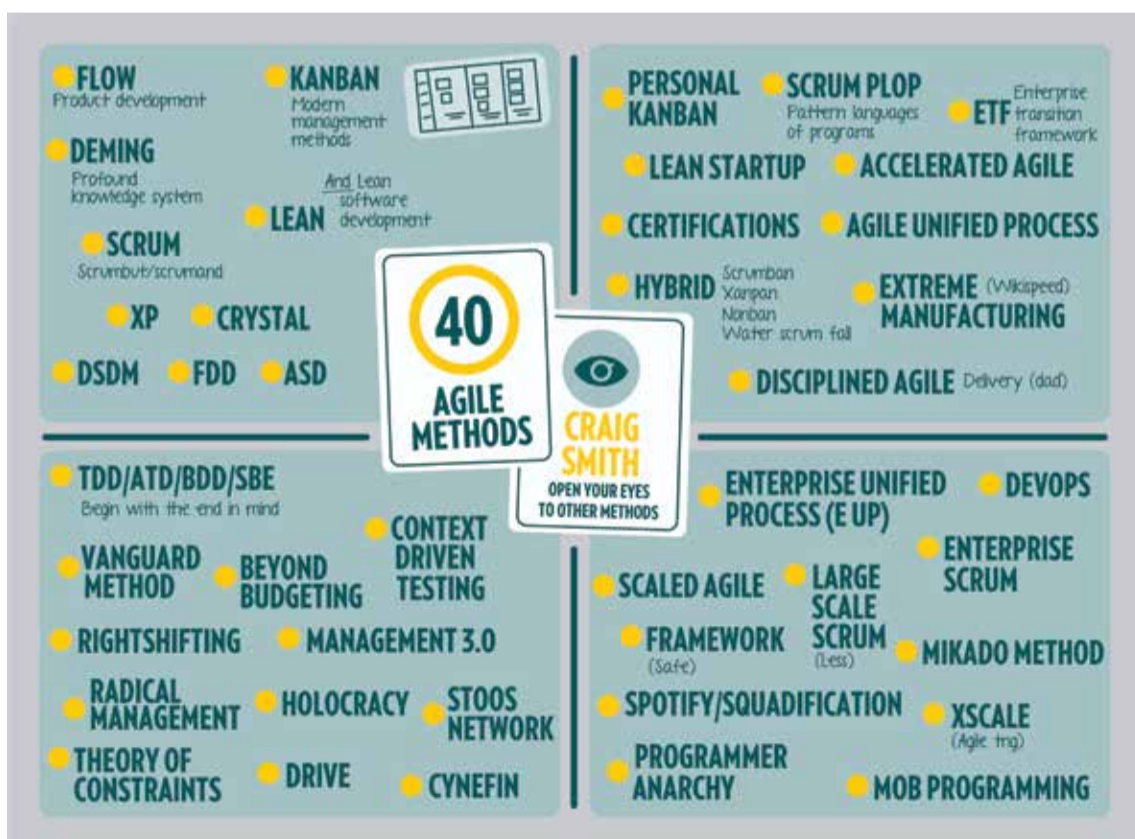 FLOW
Product development
KANBAN
Modern
management
methods
DEMING
Profound
knowledge system
LEAN
And Lean
software
development
SCRUM
Scrumbut/scrumand
XP
CRYSTAL
DSDM
FDD
ASD
PERSONAL
KANBAN
SCRUM PLOP
Pattern languages
of programs
ETF
Enterprise
transition
framework
LEAN STARTUP
ACCELERATED AGILE
CERTIFICATIONS
AGILE UNIFIED PROCESS
HYBRID
Scrumban
Xanpan
Nonban
Water scrum fall
EXTREME (Wikispeed)
MANUFACTURING
DISCIPLINED AGILE Delivery (dad)
40
AGILE
METHODS
CRAIG
SMITH
OPEN YOUR EYES
TO OTHER METHODS
TDD/ATD/BDD/SBE
Begin with the end in mind
CONTEXT
DRIVEN
TESTING
VANGUARD
METHOD
BEYOND
BUDGETING
RIGHTSHIFTING
MANAGEMENT 3.0
RADICAL
MANAGEMENT
HOLOCRACY
STOOS
NETWORK
THEORY OF
CONSTRAINTS
DRIVE
CYNEFIN
ENTERPRISE UNIFIED
PROCESS (E UP)
DEVOPS
ENTERPRISE
SCRUM
SCALED AGILE
LARGE
SCALE
SCRUM
(Less)
FRAMEWORK
(Safe)
MIKADO METHOD
SPOTIFY/SQUADIFICATION
XSCALE
(Agile tng)
PROGRAMMER
ANARCHY
MOB PROGRAMMING